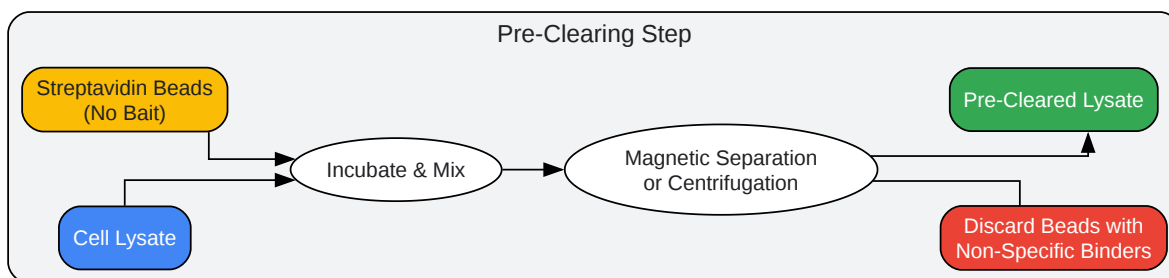 Pre-Clearing Step
Streptavidin Beads
(No Bait)
Pre-Cleared Lysate
Incubate & Mix
Magnetic Separation
or Centrifugation
Cell Lysate
Discard Beads with
Non-Specific Binders